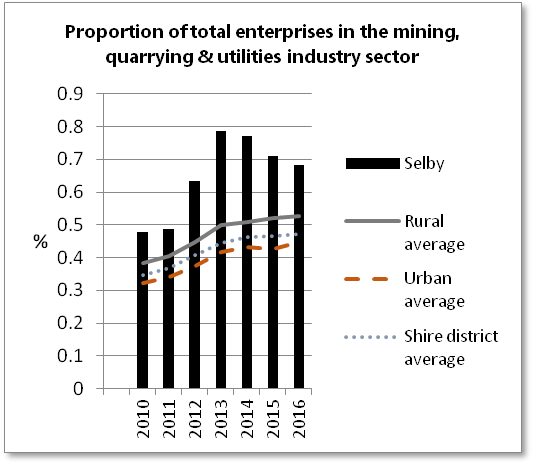 Proportion of total enterprises in the mining,
quarrying & utilities industry sector
0.9
0.8
0.7
0.6
0.5
0.4
0.3
0.2
0.1
0
%
2010
2011
2012
2013
2014
2015
2016
Selby
Rural
average
Urban
average
Shire district
average